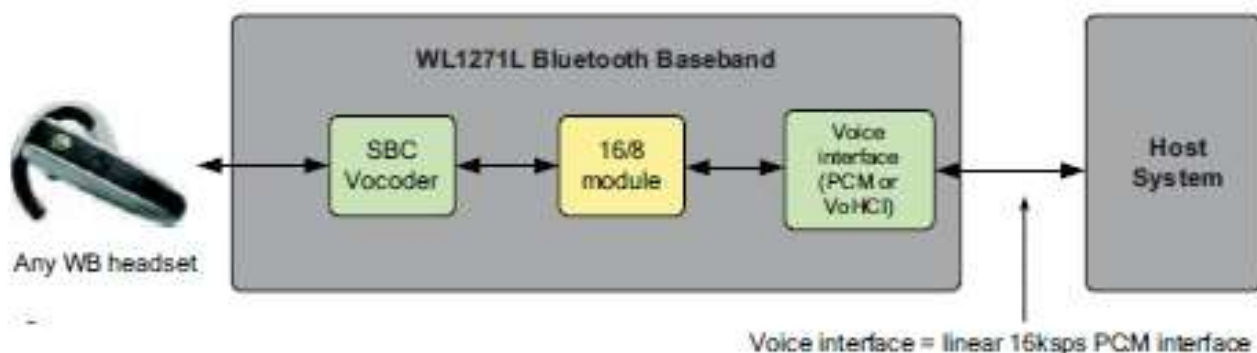 WL1271L Bluetooth Baseband
SBC
Vocoder
16/8
module
Voice
interface
(PCM or
VoHCI)
Host
System
Any WB headset
Voice interface = linear 16ksps PCM interface